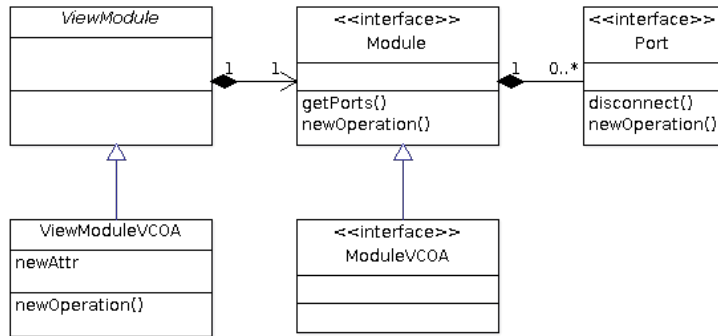 ViewModule
<<interface>>
Module
<<interface>>
Port
1
1
1
0..*
getPorts()
newOperation()
disconnect()
newOperation()
ViewModuleVCOA
newAttr
newOperation()
<<interface>>
ModuleVCOA